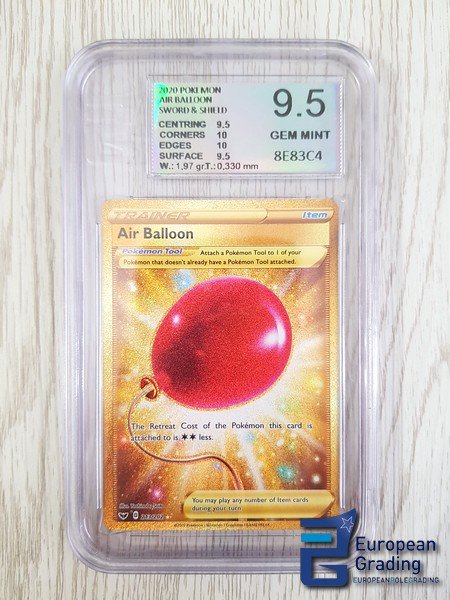 2020 POKEMON
AIR BALLOON
SWORD & SHIELD
CENTRING 9.5
CORNERS 10
EDGES 10
SURFACE 9.5
W.: 1,97 gr.T.: 0,330 mm
9.5
GEM MINT
8E83C4
TRAINER
Item
Air Balloon
Pokémon Tool
Attach a Pokémon Tool to 1 of your
Pokémon that doesn't already have a Pokémon Tool attached.
The Retreat Cost of the Pokémon this card is
attached to is less.
You may play any number of Item cards
during your turn.
213/202
European
Grading
EUROPEANPOLEGRADING